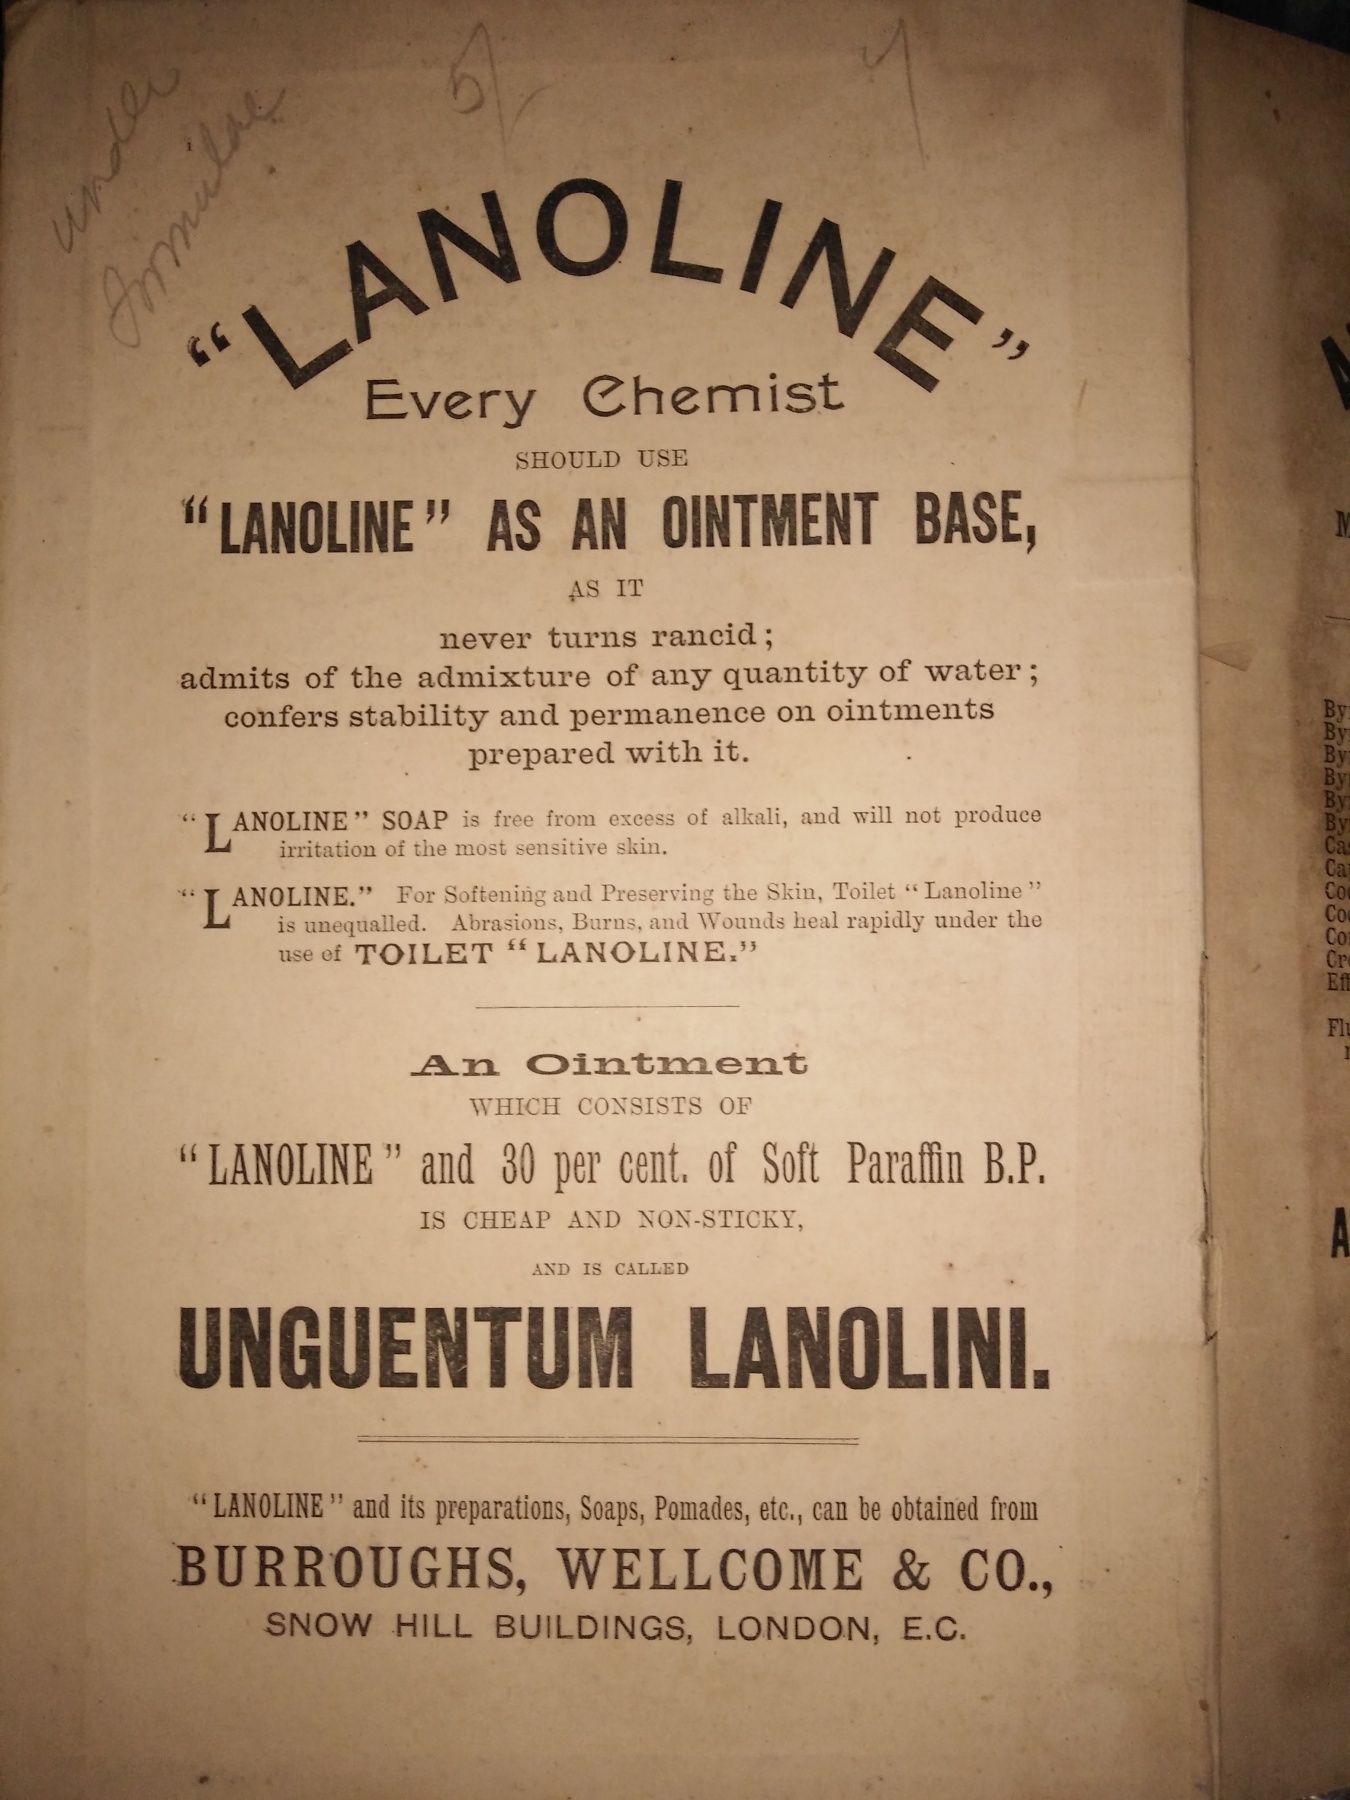 under
formulae
5/
"LANOLINE"
Every Chemist
SHOULD USE
"LANOLINE" AS AN OINTMENT BASE,
AS IT
never turns rancid;
admits of the admixture of any quantity of water;
confers stability and permanence on ointments
prepared with it.
"LANOLINE" SOAP is free from excess of alkali, and will not produce
irritation of the most sensitive skin.
"LANOLINE." For Softening and Preserving the Skin, Toilet "Lanoline"
is unequalled. Abrasions, Burns, and Wounds heal rapidly under the
use of TOILET "LANOLINE."
An Ointment
WHICH CONSISTS OF
"LANOLINE" and 30 per cent. of Soft Paraffin B.P.
IS CHEAP AND NON-STICKY,
AND IS CALLED
UNGUENTUM LANOLINI.
"LANOLINE" and its preparations, Soaps, Pomades, etc., can be obtained from
BURROUGHS, WELLCOME & CO.,
SNOW HILL BUILDINGS, LONDON, E.C.